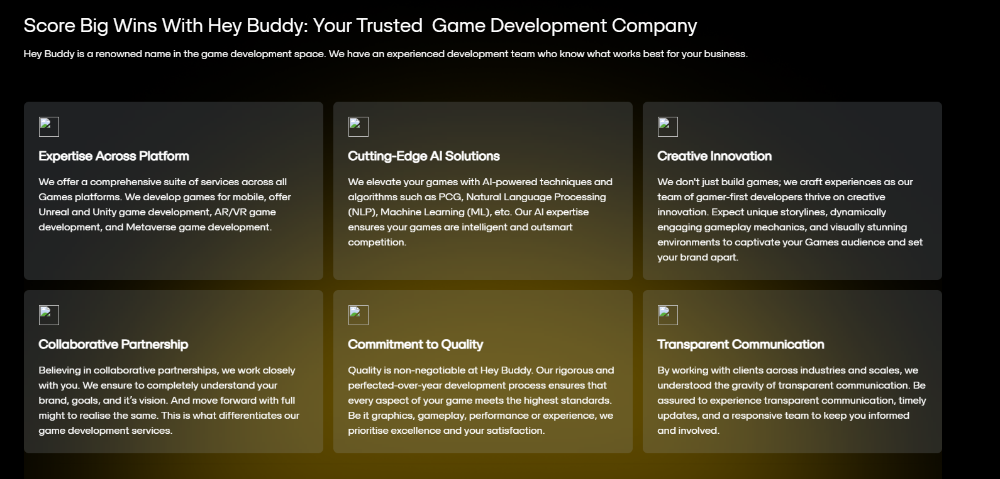 Score Big Wins With Hey Buddy: Your Trusted  Game Development Company
Hey Buddy is a renowned name in the game development space. We have an experienced development team who know what works best for your business.
Expertise Across Platform
We offer a comprehensive suite of services across all
Games platforms. We develop games for mobile, offer
Unreal and Unity game development, AR/VR game
development, and Metaverse game development.
Cutting-Edge AI Solutions
We elevate your games with AI-powered techniques and
algorithms such as PCG, Natural Language Processing
(NLP), Machine Learning (ML), etc. Our AI expertise
ensures your games are intelligent and outsmart
competition.
Creative Innovation
We don't just build games; we craft experiences as our
team of gamer-first developers thrive on creative
innovation. Expect unique storylines, dynamically
engaging gameplay mechanics, and visually stunning
environments to captivate your Games audience and set
your brand apart.
Collaborative Partnership
Believing in collaborative partnerships, we work closely
with you. We ensure to completely understand your
brand, goals, and it’s vision. And move forward with full
might to realise the same. This is what differentiates our
game development services.
Commitment to Quality
Quality is non-negotiable at Hey Buddy. Our rigorous and
perfected-over-year development process ensures that
every aspect of your game meets the highest standards.
Be it graphics, gameplay, performance or experience, we
prioritise excellence and your satisfaction.
Transparent Communication
By working with clients across industries and scales, we
understood the gravity of transparent communication. Be
assured to experience transparent communication, timely
updates, and a responsive team to keep you informed
and involved.